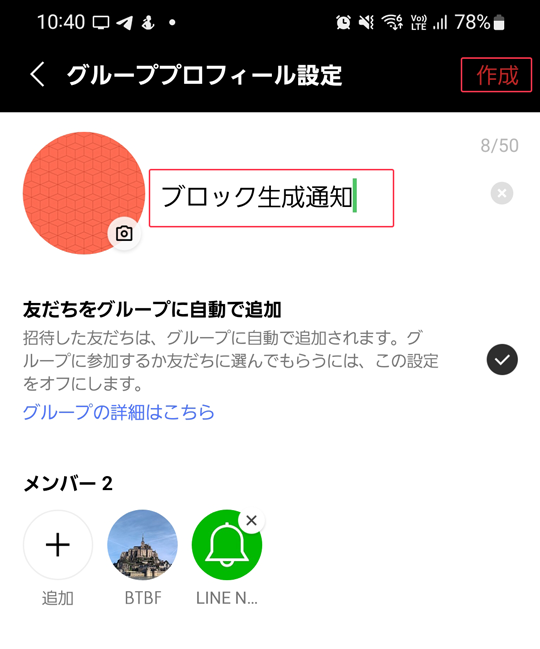 10:40 78%
Vo))
LTE
グループプロフィール設定 作成
8/50
ブロック生成通知
友だちをグループに自動で追加
招待した友だちは、グループに自動で追加されます。グ
ループに参加するか友だちに選んでもらうには、この設定
をオフにします。
グループの詳細はこちら
メンバー 2
追加 BTBF LINE N...